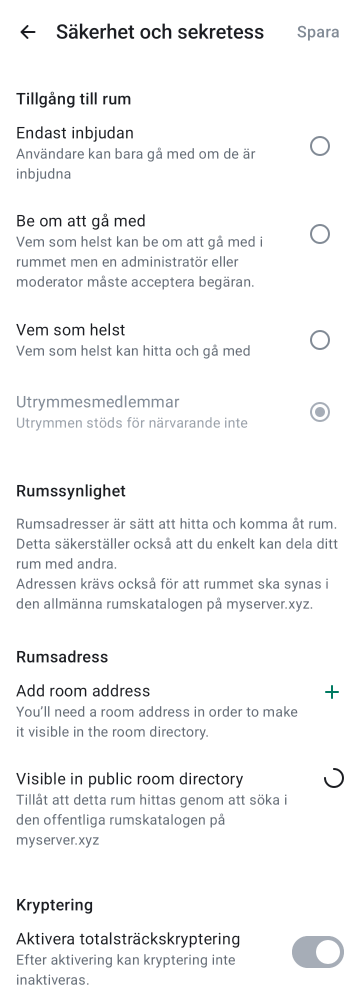 Säkerhet och sekretess
Spara
Tillgång till rum
Endast inbjudan
Användare kan bara gå med om de är
inbjudna
Be om att gå med
Vem som helst kan be om att gå med i
rummet men en administratör eller
moderator måste acceptera begäran.
Vem som helst
Vem som helst kan hitta och gå med
Utrymmesmedlemmar
Utrymmen stöds för närvarande inte
Rumssynlighet
Rumsadresser är sätt att hitta och komma åt rum.
Detta säkerställer också att du enkelt kan dela ditt
rum med andra.
Adressen krävs också för att rummet ska synas i
den allmänna rumskatalogen på myserver.xyz.
Rumsadress
Add room address
You’ll need a room address in order to make
it visible in the room directory.
Visible in public room directory
Tillåt att detta rum hittas genom att söka i
den offentliga rumskatalogen på
myserver.xyz
Kryptering
Aktivera totalsträckskryptering
Efter aktivering kan kryptering inte
inaktiveras.